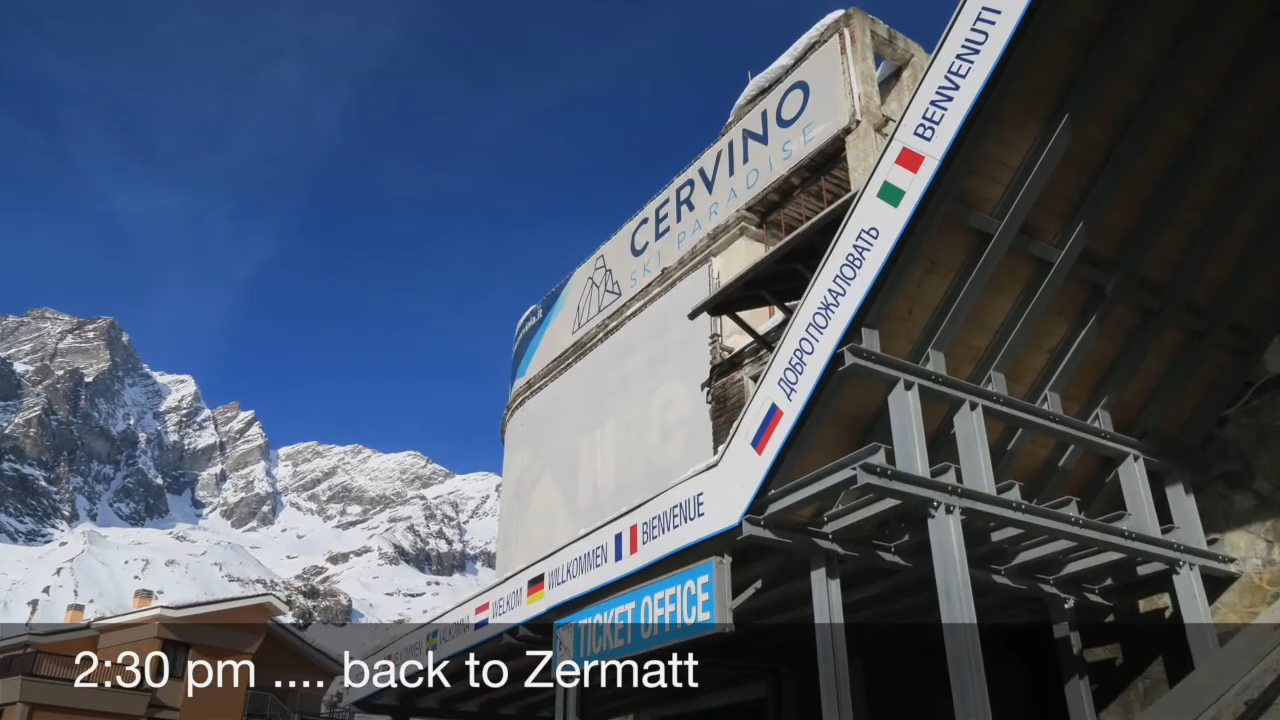 CERVINO
SKI PARADISE
BENVENUTI
ДОБРО ПОЖАЛОВАТЬ
BIENVENUE
WILLKOMMEN
WELKOM
TICKET OFFICE
2:30 pm .... back to Zermatt